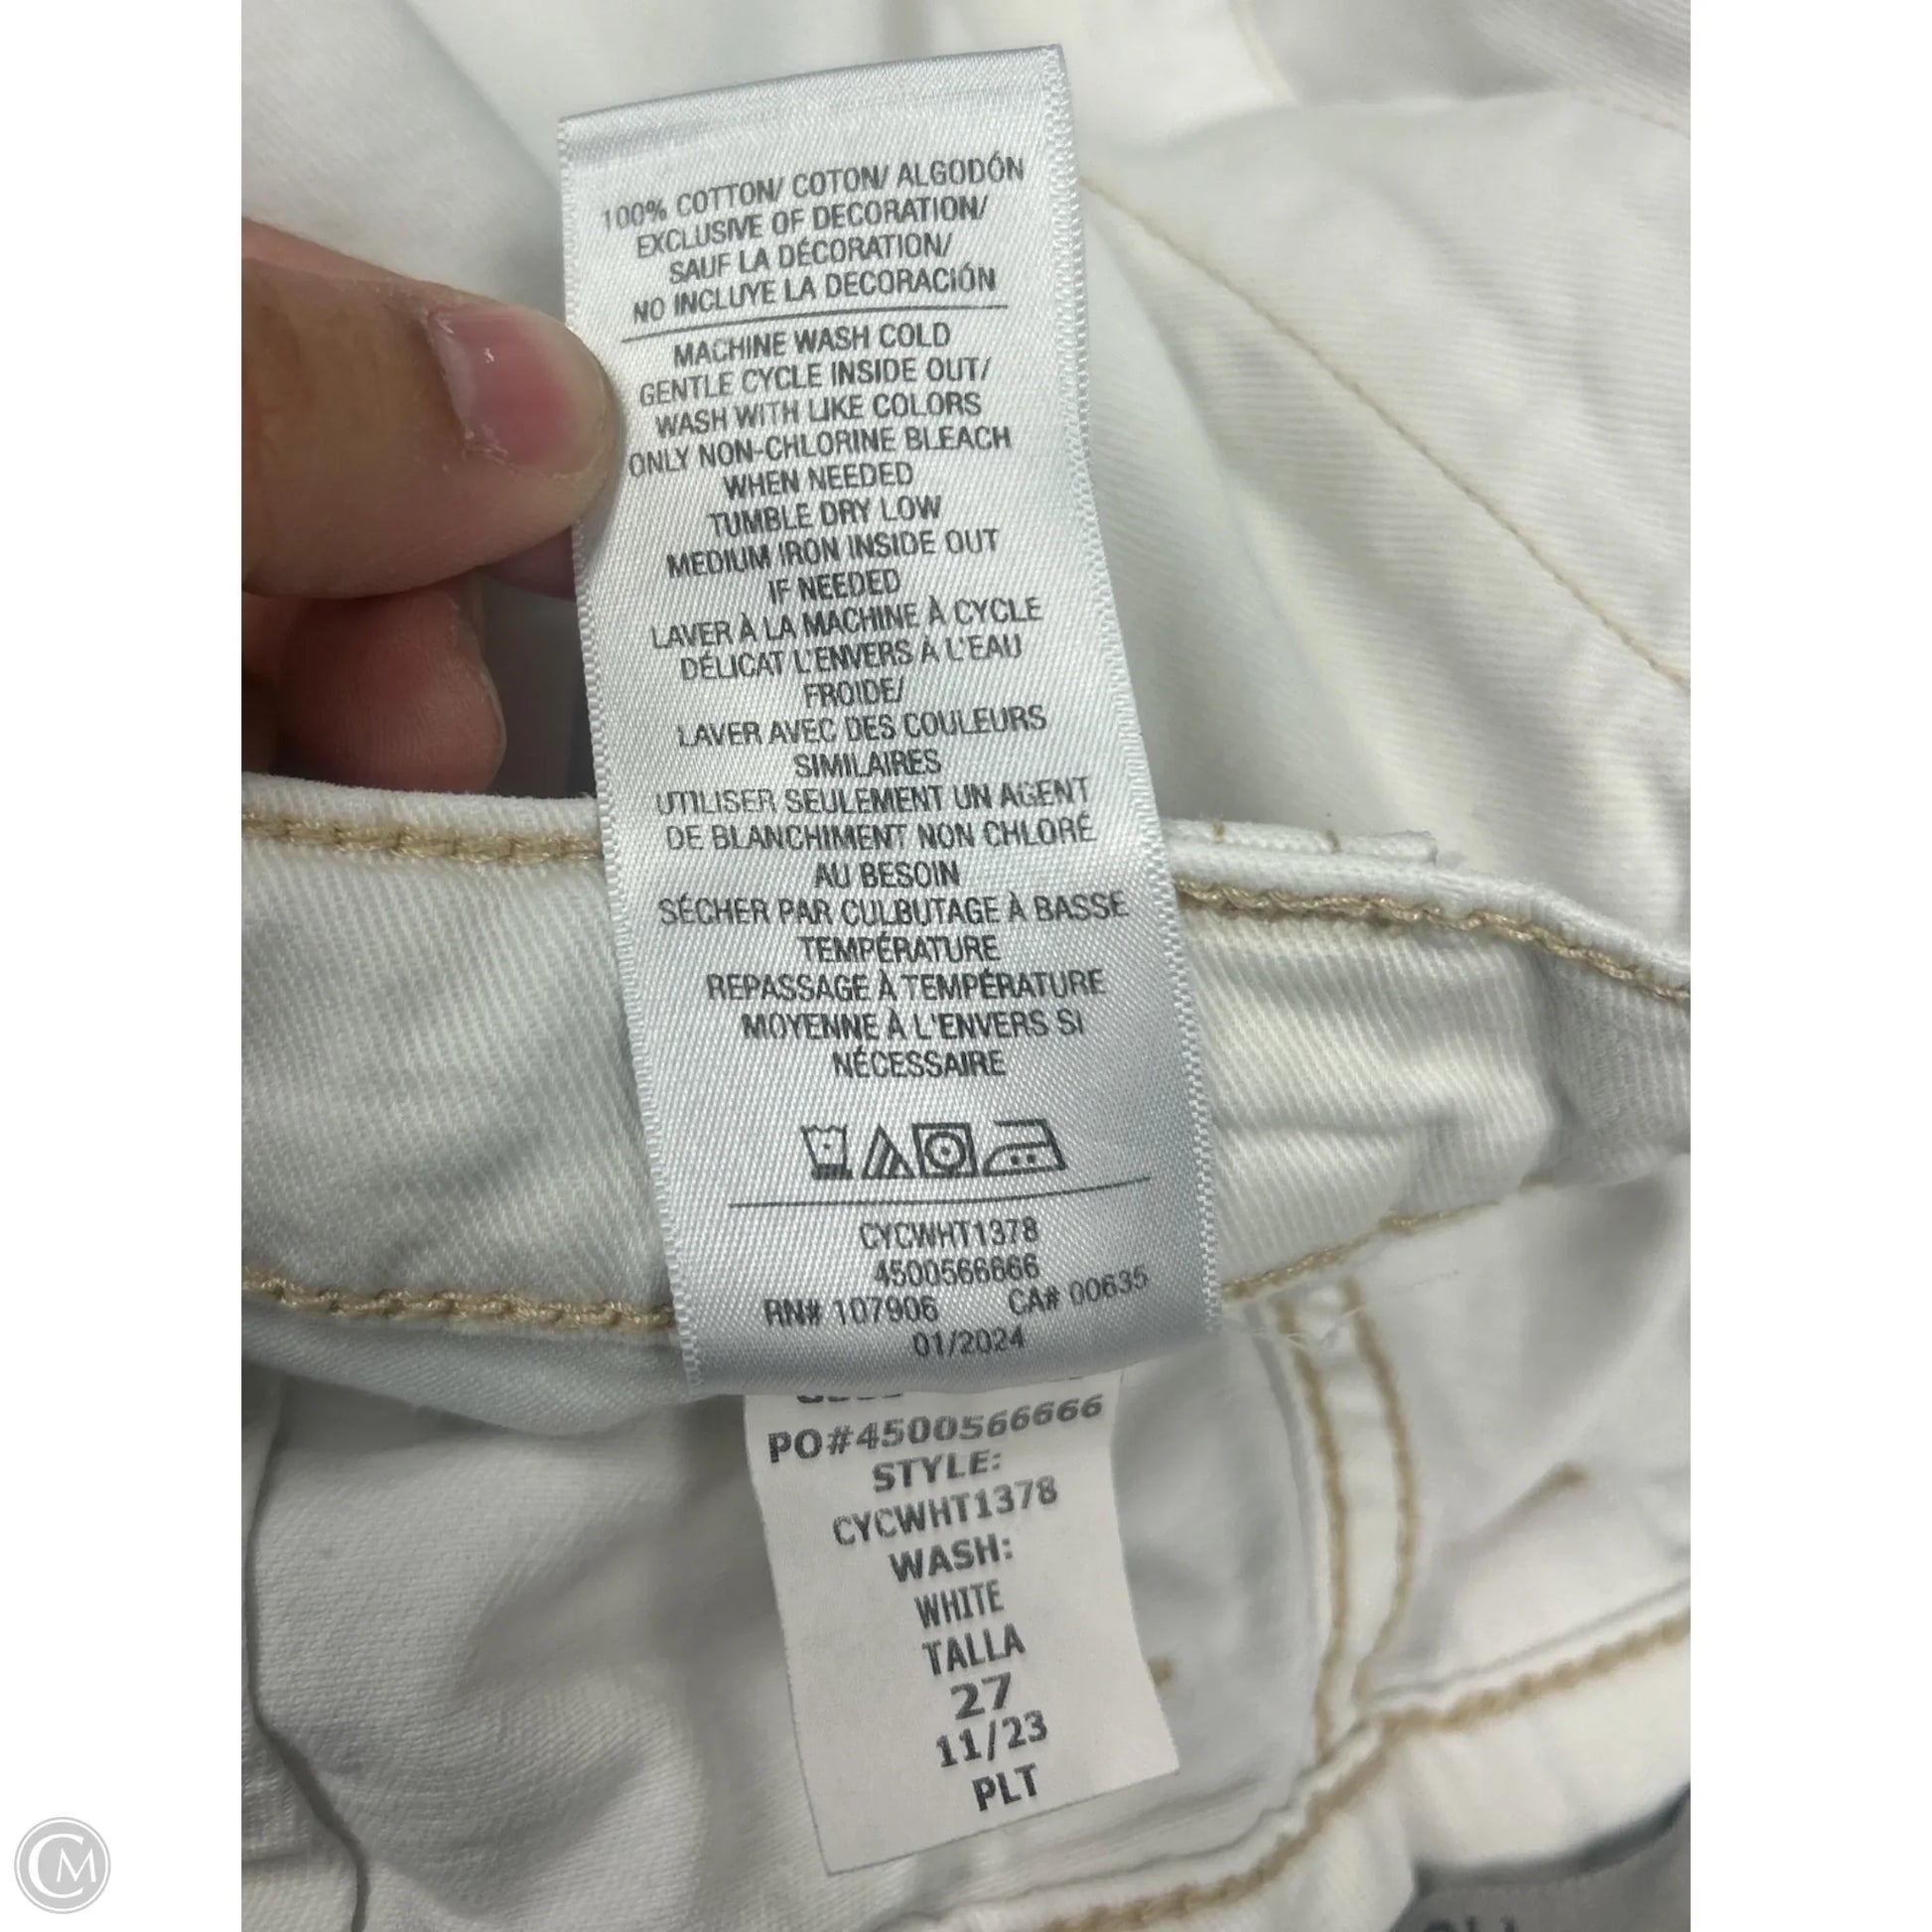 100% COTTON/ COTON/ ALGODÓN
EXCLUSIVE OF DECORATION/
SAUF LA DÉCORATION/
NO INCLUYE LA DECORACIÓN
MACHINE WASH COLD
GENTLE CYCLE INSIDE OUT/
WASH WITH LIKE COLORS
ONLY NON-CHLORINE BLEACH
WHEN NEEDED
TUMBLE DRY LOW
MEDIUM IRON INSIDE OUT
IF NEEDED
LAVER À LA MACHINE À CYCLE
DÉLICAT L'ENVERS À L'EAU
FROIDE/
LAVER AVEC DES COULEURS
SIMILAIRES
UTILISER SEULEMENT UN AGENT
DE BLANCHIMENT NON CHLORÉ
AU BESOIN
SÉCHER PAR CULBUTAGE À BASSE
TEMPÉRATURE
REPASSAGE À TEMPÉRATURE
MOYENNE À L'ENVERS SI
NÉCESSAIRE
CYCWHT1378
4500566666
RN# 107906 CA# 00635
01/2024
PO#4500566666
STYLE:
CYCWHT1378
WASH:
WHITE
TALLA
27
11/23
PLT
CM